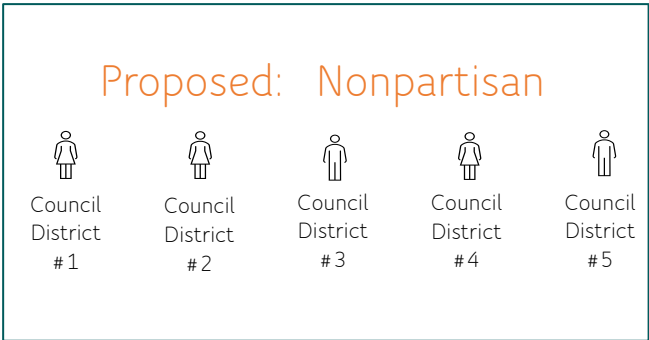 Proposed: Nonpartisan
Council District #1
Council District #2
Council District #3
Council District #4
Council District #5